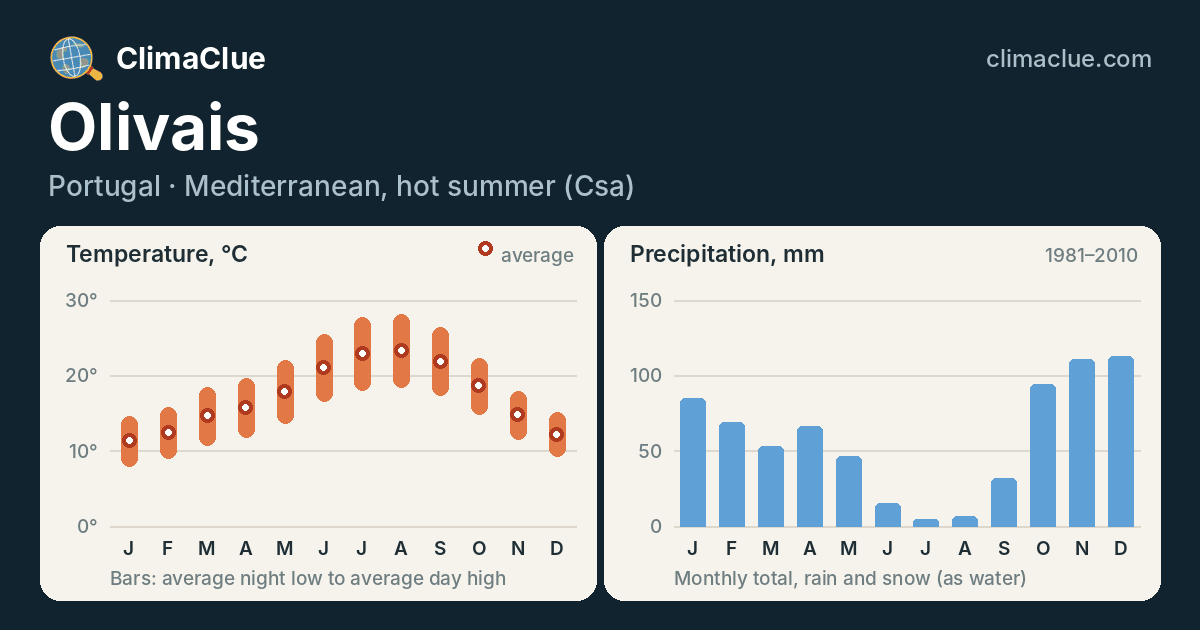 ClimaClue
climaclue.com
Olivais
Portugal · Mediterranean, hot summer (Csa)
Temperature, °C
average
30°
20°
10°
0°
J F M A M J J A S O N D
Bars: average night low to average day high
Precipitation, mm
1981–2010
150
100
50
0
J F M A M J J A S O N D
Monthly total, rain and snow (as water)